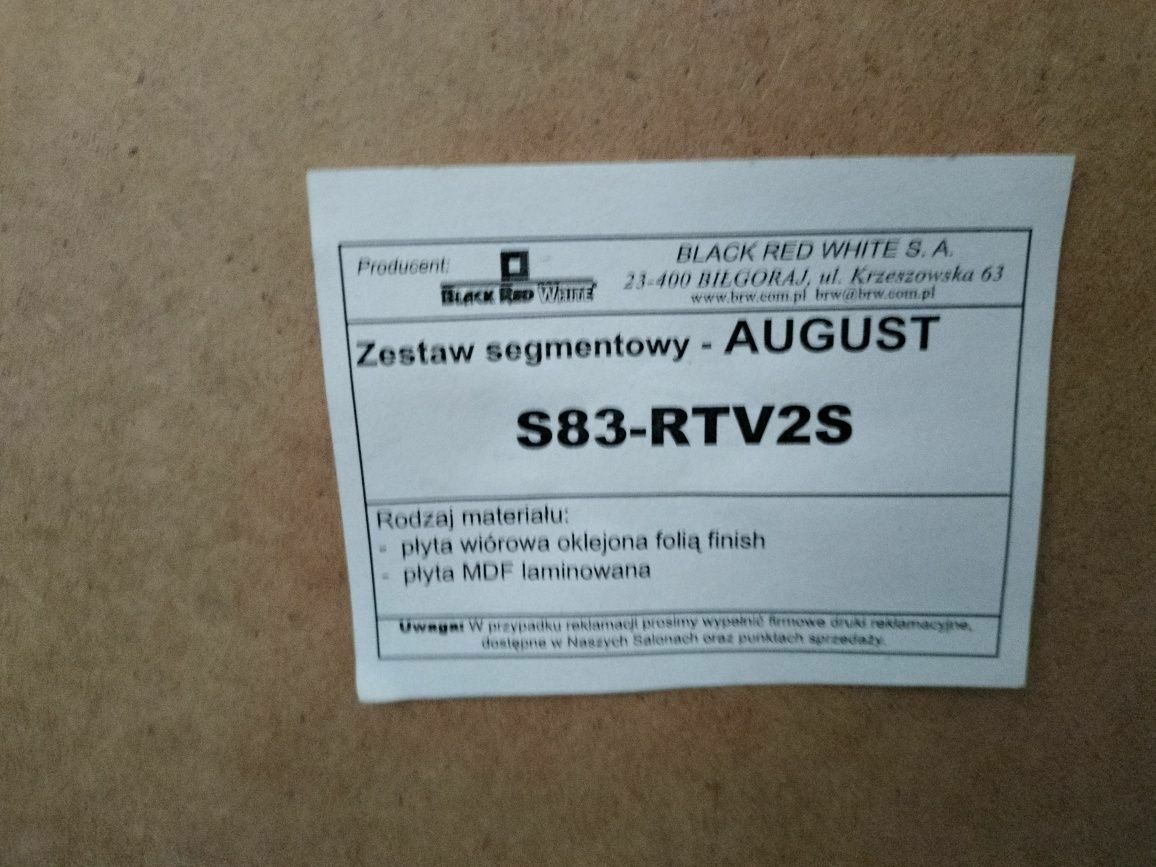 Producent:
BLACK RED WHITE
BLACK RED WHITE S. A.
23-400 BIŁGORAJ, ul. Krzeszowska 63
www.brw.com.pl brw@brw.com.pl
Zestaw segmentowy - AUGUST
S83-RTV2S
Rodzaj materiału:
- płyta wiórowa oklejona folią finish
- płyta MDF laminowana
Uwaga! W przypadku reklamacji prosimy wypełnić firmowe druki reklamacyjne,
dostępne w Naszych Salonach oraz punktach sprzedaży.